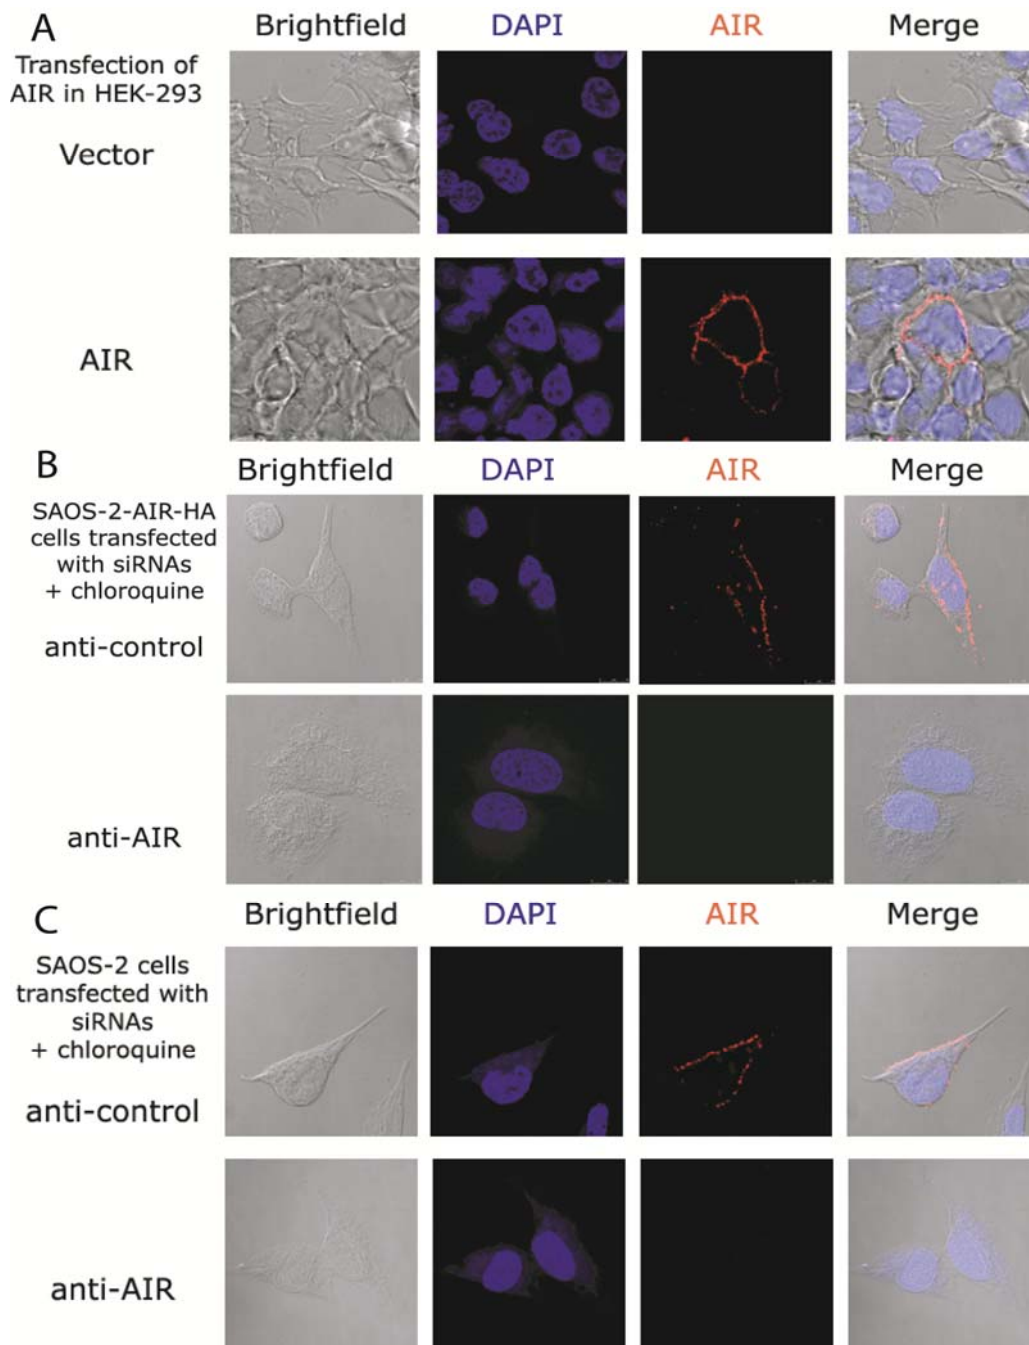 A
Brightfield DAPI AIR Merge
Transfection of
AIR in HEK-293
Vector
AIR
B
Brightfield DAPI AIR Merge
SAOS-2-AIR-HA
cells transfected
with siRNAs
+ chloroquine
anti-control
anti-AIR
C
Brightfield DAPI AIR Merge
SAOS-2 cells
transfected with
siRNAs
+ chloroquine
anti-control
anti-AIR